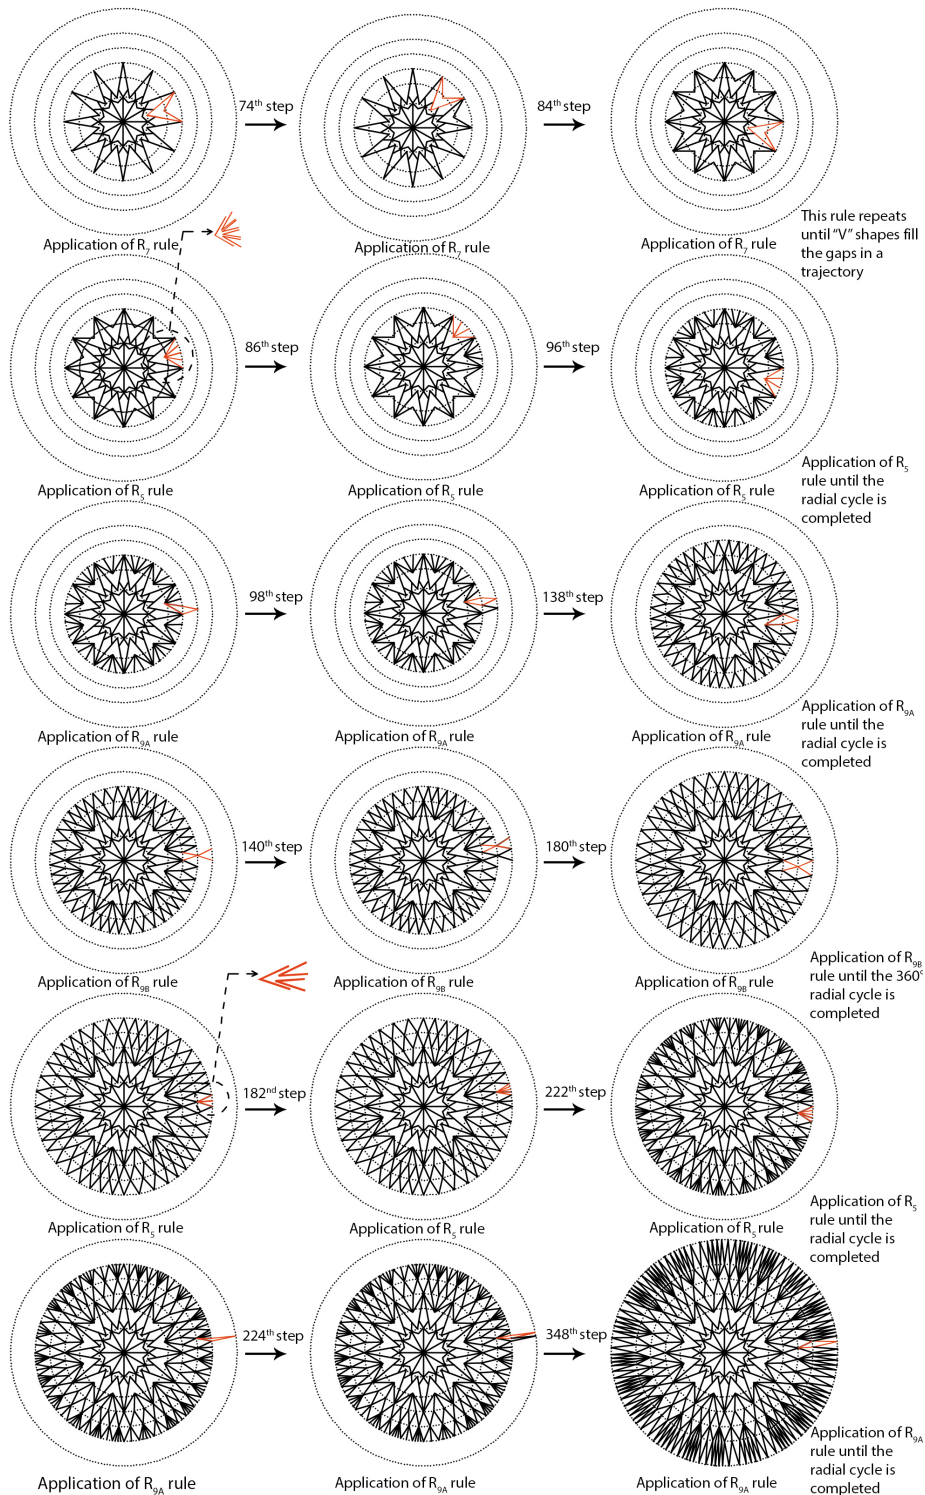 74th step
84th step
This rule repeats
until “V” shapes fill
the gaps in a
trajectory
Application of R7 rule
Application of R7 rule
Application of R7 rule
86th step
96th step
Application of R5
rule until the
radial cycle is
completed
Application of R5 rule
Application of R5 rule
Application of R5 rule
98th step
138th step
Application of R9A
rule until the
radial cycle is
completed
Application of R9A rule
Application of R9A rule
Application of R9A rule
140th step
180th step
Application of R9B
rule until the 360°
radial cycle is
completed
Application of R9B rule
Application of R9B rule
Application of R9B rule
182nd step
222th step
Application of R5
rule until the
radial cycle is
completed
Application of R5 rule
Application of R5 rule
Application of R5 rule
224th step
348th step
Application of R9A
rule until the
radial cycle is
completed
Application of R9A rule
Application of R9A rule
Application of R9A rule